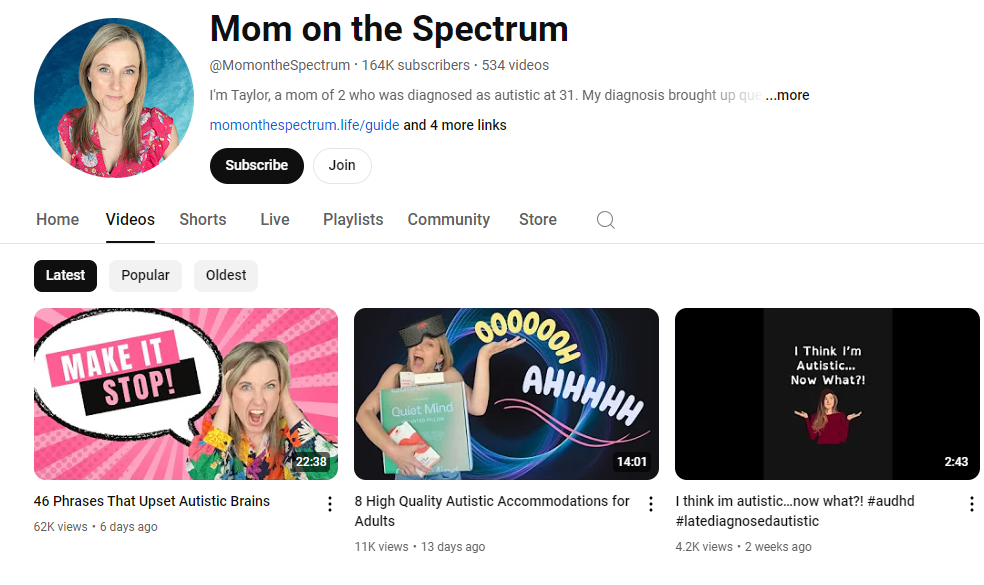 Mom on the Spectrum
@MomontheSpectrum · 164K subscribers · 534 videos
I'm Taylor, a mom of 2 who was diagnosed as autistic at 31. My diagnosis brought up que ...more
momonthespectrum.life/guide and 4 more links
Subscribe Join
Home Videos Shorts Live Playlists Community Store
Latest Popular Oldest
MAKE IT
STOP!
22:38
OOOOOOH
AHHHHHH
Quiet Mind
14:01
I Think I'm
Autistic...
Now What?!
2:43
46 Phrases That Upset Autistic Brains
62K views · 6 days ago
8 High Quality Autistic Accommodations for
Adults
11K views · 13 days ago
I think im autistic...now what?! #audhd
#latediagnosedautistic
4.2K views · 2 weeks ago